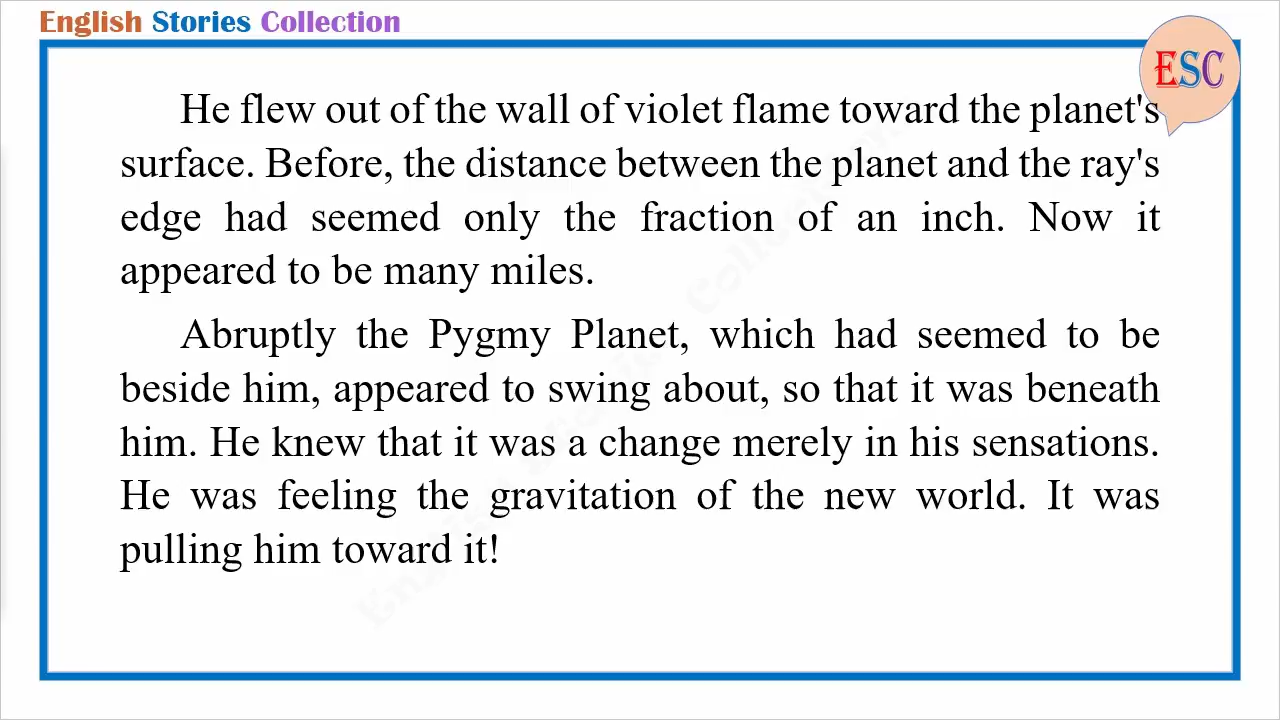 English Stories Collection
ESC
He flew out of the wall of violet flame toward the planet's
surface. Before, the distance between the planet and the ray's
edge had seemed only the fraction of an inch. Now it
appeared to be many miles.
Abruptly the Pygmy Planet, which had seemed to be
beside him, appeared to swing about, so that it was beneath
him. He knew that it was a change merely in his sensations.
He was feeling the gravitation of the new world. It was
pulling him toward it!
English Stories Collection